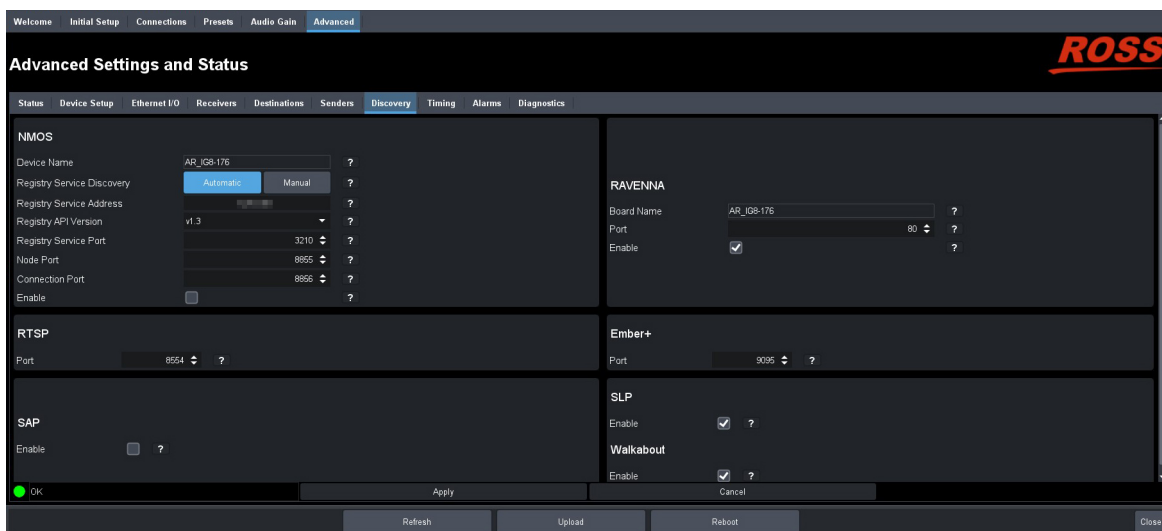 Welcome Initial Setup Connections Presets Audio Gain Advanced
Advanced Settings and Status
ROSS
Status Device Setup Ethernet I/O Receivers Destinations Senders Discovery Timing Alarms Diagnostics
NMOS
Device Name AR_IG8-176 ?
Registry Service Discovery Automatic Manual ?
Registry Service Address ?
Registry API Version v1.3 ?
Registry Service Port 3210 ?
Node Port 8855 ?
Connection Port 8856 ?
Enable ?
RAVENNA
Board Name AR_IG8-176 ?
Port 80 ?
Enable ?
RTSP
Port 8554 ?
Ember+
Port 9095 ?
SAP
Enable ?
SLP
Enable ?
Walkabout
Enable ?
OK Apply Cancel
Refresh Upload Reboot Close